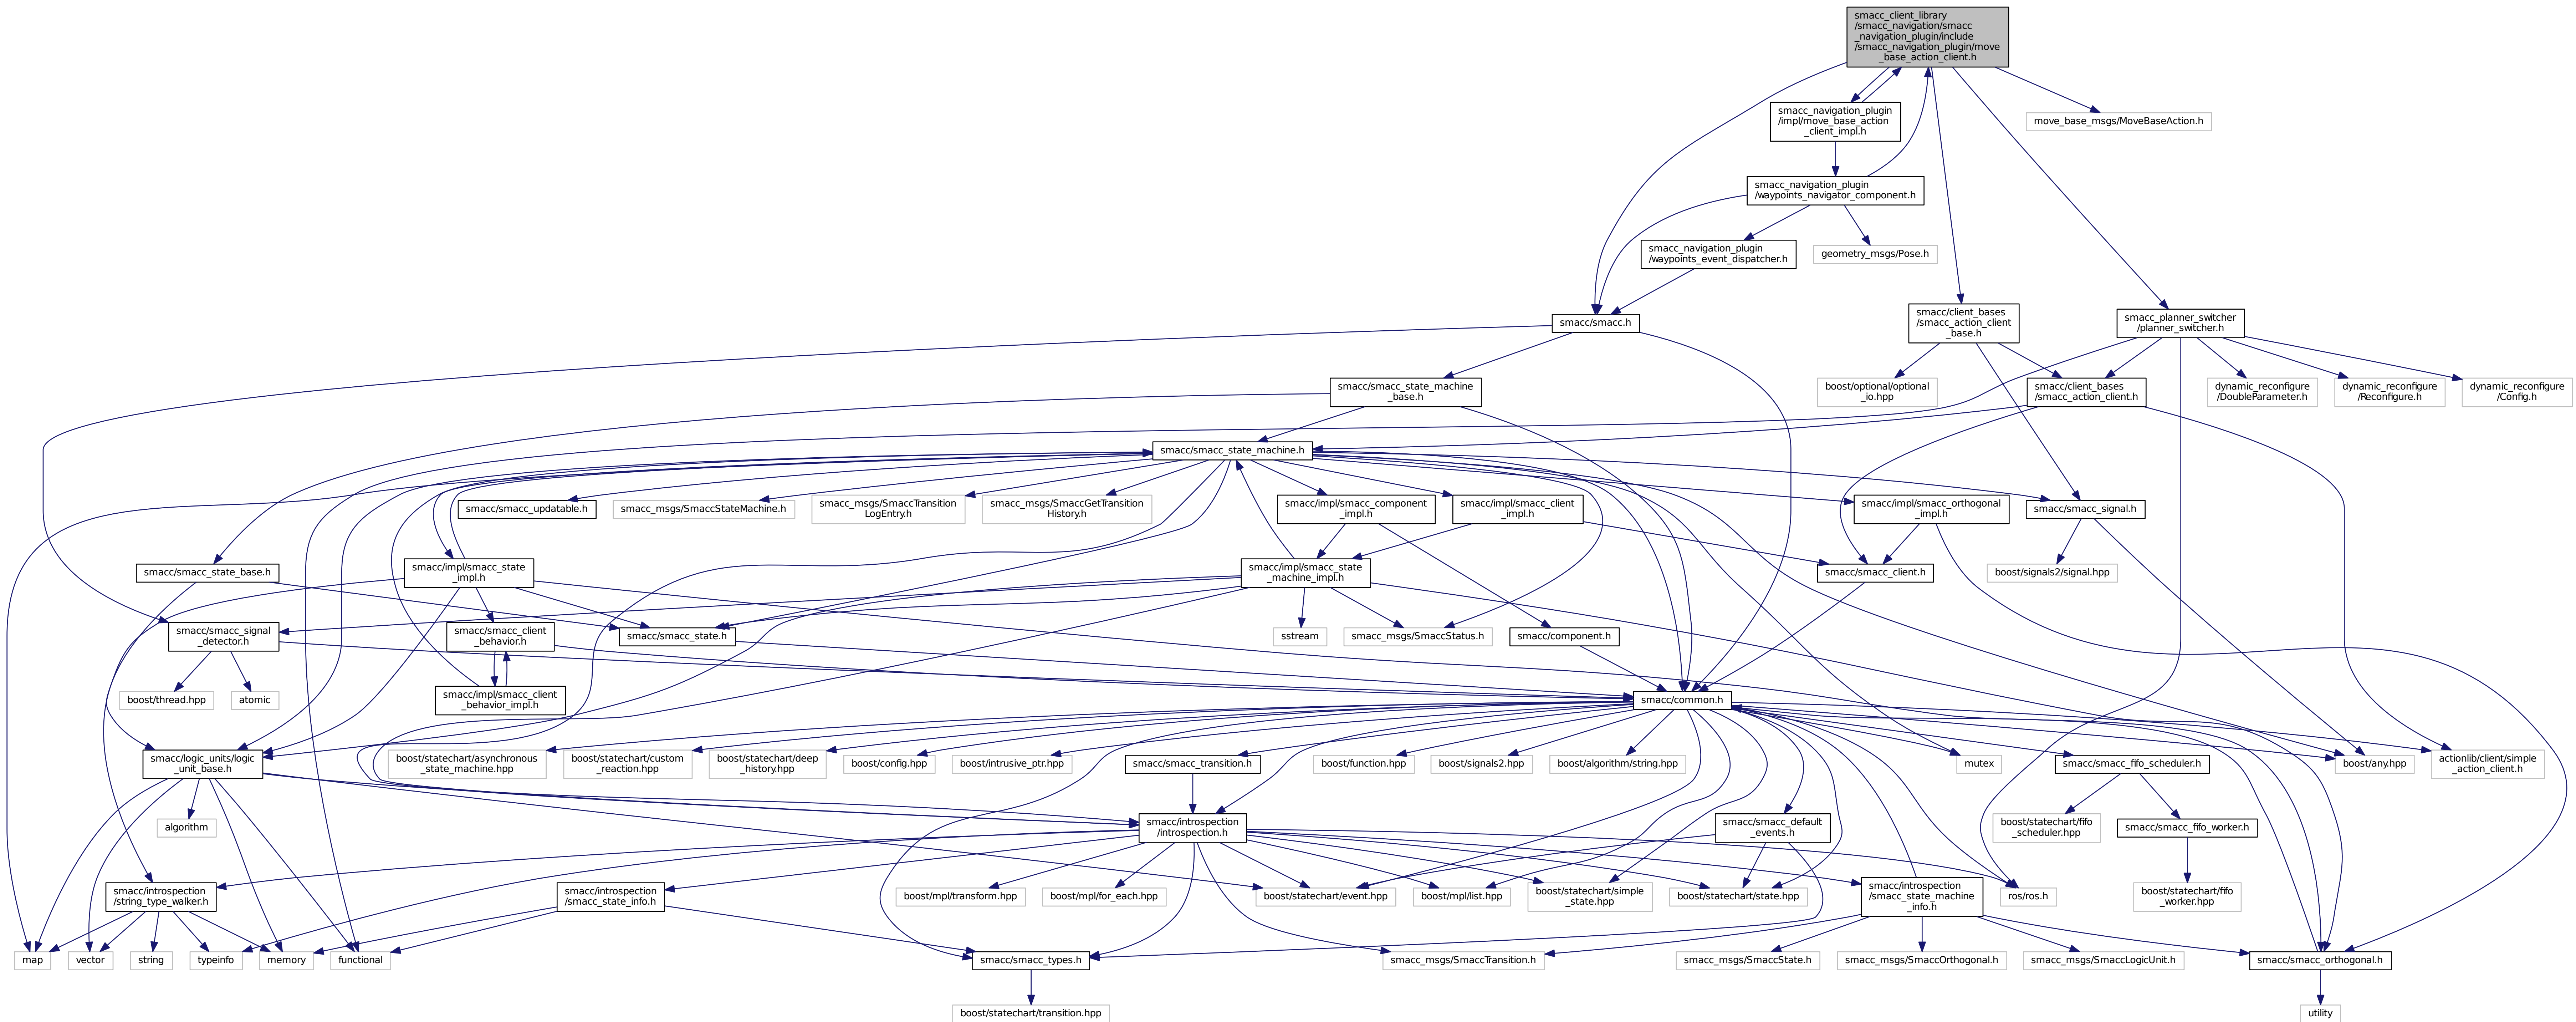 smacc_client_library
/smacc_navigation/smacc
_navigation_plugin/include
/smacc_navigation_plugin/move
_base_action_client.h
smacc_navigation_plugin
/impl/move_base_action
_client_impl.h
move_base_msgs/MoveBaseAction.h
smacc_navigation_plugin
/waypoints_navigator_component.h
smacc_navigation_plugin
/waypoints_event_dispatcher.h
geometry_msgs/Pose.h
smacc/smacc.h
smacc/client_bases
/smacc_action_client
_base.h
smacc_planner_switcher
/planner_switcher.h
smacc/smacc_state_machine
_base.h
boost/optional/optional
_io.hpp
smacc/client_bases
/smacc_action_client.h
dynamic_reconfigure
/DoubleParameter.h
dynamic_reconfigure
/Reconfigure.h
dynamic_reconfigure
/Config.h
smacc/smacc_state_machine.h
smacc/smacc_updatable.h
smacc_msgs/SmaccStateMachine.h
smacc_msgs/SmaccTransition
LogEntry.h
smacc_msgs/SmaccGetTransition
History.h
smacc/impl/smacc_component
_impl.h
smacc/impl/smacc_client
_impl.h
smacc/impl/smacc_orthogonal
_impl.h
smacc/smacc_signal.h
smacc/smacc_state_base.h
smacc/impl/smacc_state
_impl.h
smacc/impl/smacc_state
_machine_impl.h
smacc/smacc_client.h
boost/signals2/signal.hpp
smacc/smacc_signal
_detector.h
smacc/smacc_client
_behavior.h
smacc/smacc_state.h
sstream
smacc_msgs/SmaccStatus.h
smacc/component.h
boost/thread.hpp
atomic
smacc/impl/smacc_client
_behavior_impl.h
smacc/common.h
smacc/logic_units/logic
_unit_base.h
boost/statechart/asynchronous
_state_machine.hpp
boost/statechart/custom
_reaction.hpp
boost/statechart/deep
_history.hpp
boost/config.hpp
boost/intrusive_ptr.hpp
smacc/smacc_transition.h
boost/function.hpp
boost/signals2.hpp
boost/algorithm/string.hpp
mutex
smacc/smacc_fifo_scheduler.h
boost/any.hpp
actionlib/client/simple
_action_client.h
algorithm
smacc/introspection
/introspection.h
smacc/smacc_default
_events.h
boost/statechart/fifo
_scheduler.hpp
smacc/smacc_fifo_worker.h
smacc/introspection
/string_type_walker.h
smacc/introspection
/smacc_state_info.h
boost/mpl/transform.hpp
boost/mpl/for_each.hpp
boost/statechart/event.hpp
boost/mpl/list.hpp
boost/statechart/simple
_state.hpp
boost/statechart/state.hpp
smacc/introspection
/smacc_state_machine
_info.h
ros/ros.h
boost/statechart/fifo
_worker.hpp
map
vector
string
typeinfo
memory
functional
smacc/smacc_types.h
smacc_msgs/SmaccTransition.h
smacc_msgs/SmaccState.h
smacc_msgs/SmaccOrthogonal.h
smacc_msgs/SmaccLogicUnit.h
smacc/smacc_orthogonal.h
boost/statechart/transition.hpp
utility